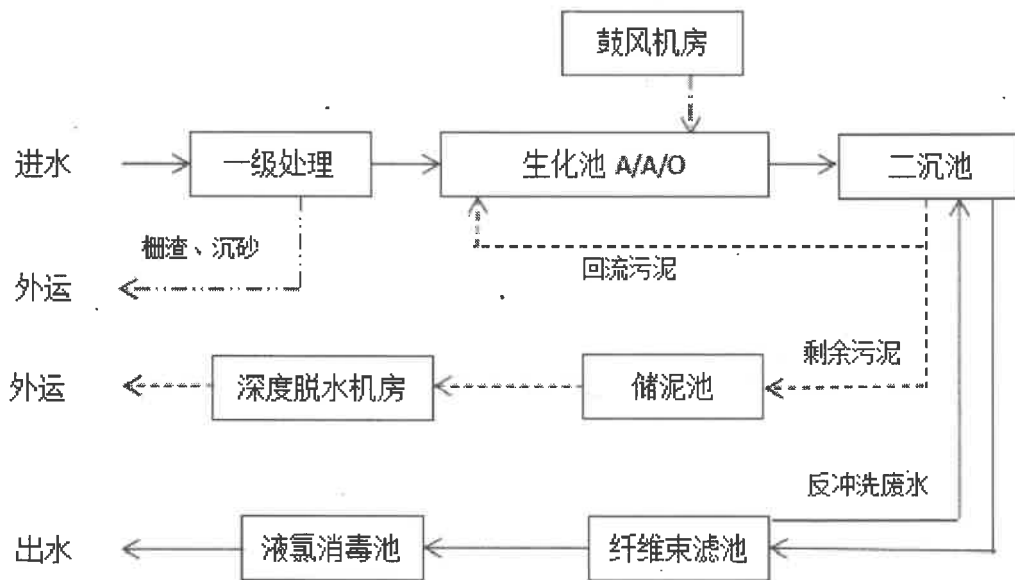 鼓风机房
进水
一级处理
生化池 A/A/O
二沉池
栅渣、沉砂
回流污泥
外运
剩余污泥
外运
深度脱水机房
储泥池
反冲洗废水
出水
液氯消毒池
纤维束滤池